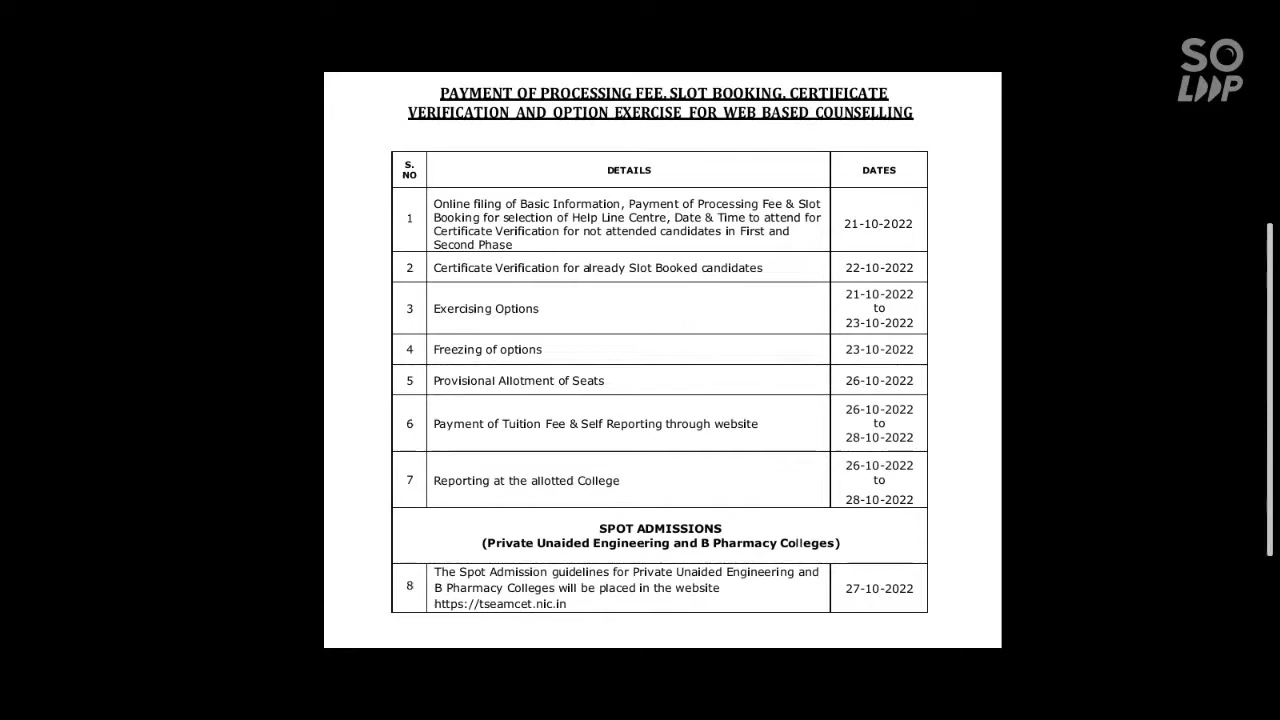 SO
LOOP
PAYMENT OF PROCESSING FEE, SLOT BOOKING, CERTIFICATE
VERIFICATION AND OPTION EXERCISE FOR WEB BASED COUNSELLING
S. NO DETAILS DATES
1 Online filing of Basic Information, Payment of Processing Fee & Slot
Booking for selection of Help Line Centre, Date & Time to attend for
Certificate Verification for not attended candidates in First and
Second Phase
21-10-2022
2 Certificate Verification for already Slot Booked candidates 22-10-2022
3 Exercising Options 21-10-2022
to
23-10-2022
4 Freezing of options 23-10-2022
5 Provisional Allotment of Seats 26-10-2022
6 Payment of Tuition Fee & Self Reporting through website 26-10-2022
to
28-10-2022
7 Reporting at the allotted College 26-10-2022
to
28-10-2022
SPOT ADMISSIONS
(Private Unaided Engineering and B Pharmacy Colleges)
8 The Spot Admission guidelines for Private Unaided Engineering and
B Pharmacy Colleges will be placed in the website
https://tseamcet.nic.in
27-10-2022